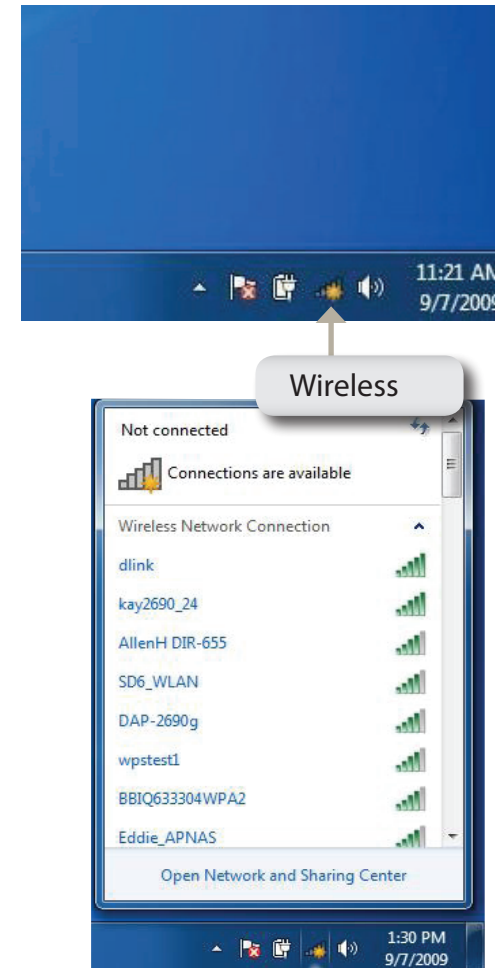 11:21 AM
9/7/2009
Wireless
Not connected
Connections are available
Wireless Network Connection
dlink
kay2690_24
AllenH DIR-655
SD6_WLAN
DAP-2690g
wpstest1
BBIQ633304WPA2
Eddie_APNAS
Open Network and Sharing Center
1:30 PM
9/7/2009